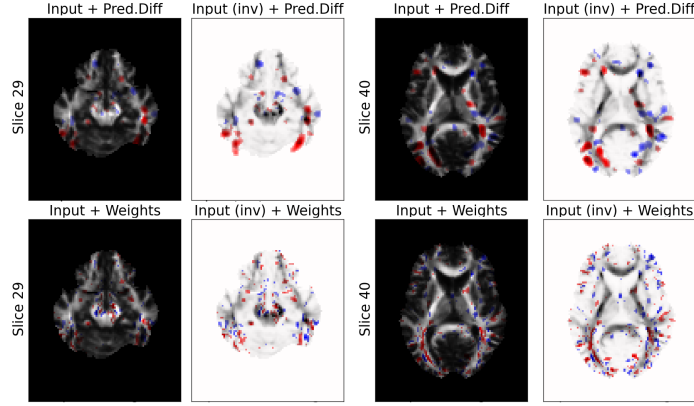 Input + Pred.Diff Input (inv) + Pred.Diff Input + Pred.Diff Input (inv) + Pred.Diff
Slice 29 Slice 40
Input + Weights Input (inv) + Weights Input + Weights Input (inv) + Weights
Slice 29 Slice 40